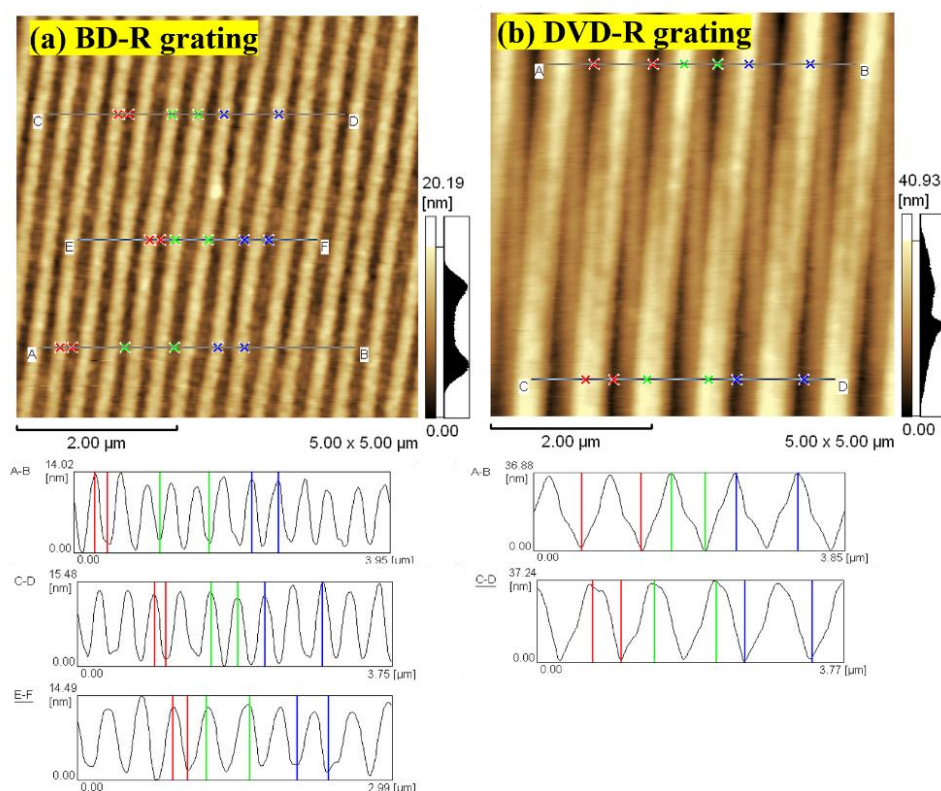 (a) BD-R grating
C D
E F
A B
20.19
[nm]
0.00
2.00 µm 5.00 x 5.00 µm
(b) DVD-R grating
A B
C D
40.93
[nm]
0.00
2.00 µm 5.00 x 5.00 µm
A-B
14.02
[nm]
0.00
0.00 3.95 [µm]
C-D
15.48
[nm]
0.00
0.00 3.75 [µm]
E-F
14.49
[nm]
0.00
0.00 2.99 [µm]
A-B
36.88
[nm]
0.00
0.00 3.85 [µm]
C-D
37.24
[nm]
0.00
0.00 3.77 [µm]